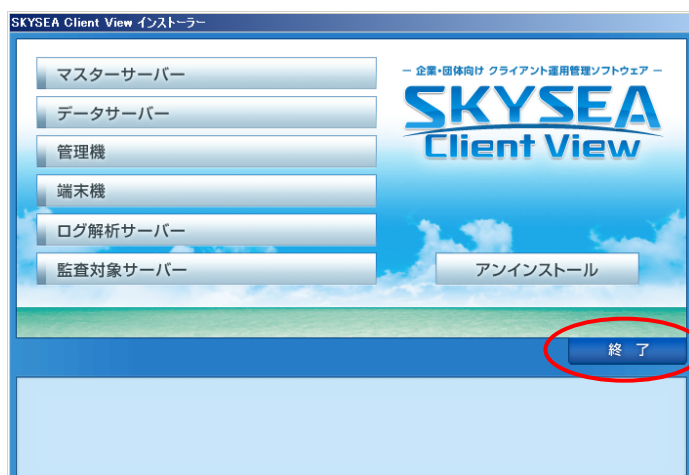 SKYSEA Client View インストーラー
マスターサーバー
データサーバー
管理機
端末機
ログ解析サーバー
監査対象サーバー
− 企業・団体向け クライアント運用管理ソフトウェア −
SKYSEA
Client View
アンインストール
終 了